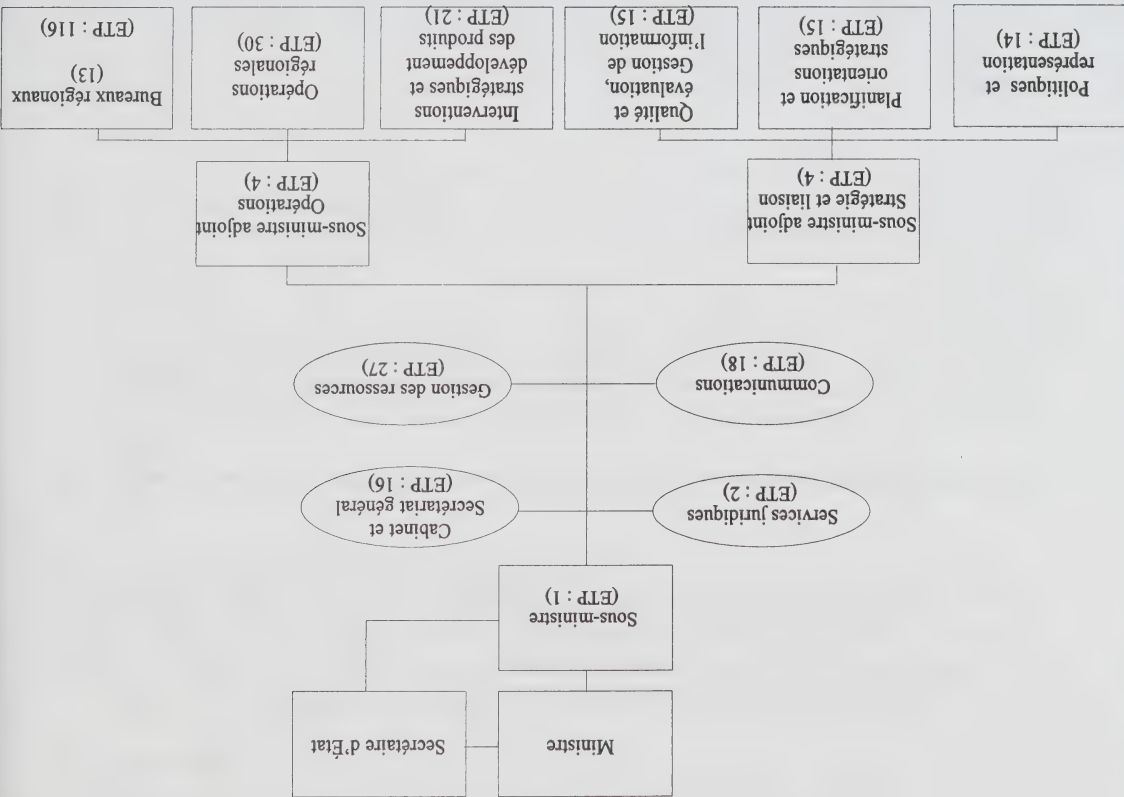 Ministre
Secrétaire d'État
Sous-ministre
(ETP : 1)
Services juridiques
(ETP : 2)
Cabinet et
Secrétariat général
(ETP : 16)
Communications
(ETP : 18)
Gestion des ressources
(ETP : 27)
Sous-ministre adjoint
Stratégie et liaison
(ETP : 4)
Sous-ministre adjoint
Opérations
(ETP : 4)
Politiques et
représentation
(ETP : 14)
Planification et
orientations
stratégiques
(ETP : 15)
Qualité et
évaluation,
Gestion de
l'information
(ETP : 15)
Interventions
stratégiques et
développement
des produits
(ETP : 21)
Opérations
régionales
(ETP : 30)
Bureaux régionaux
(13)
(ETP : 116)